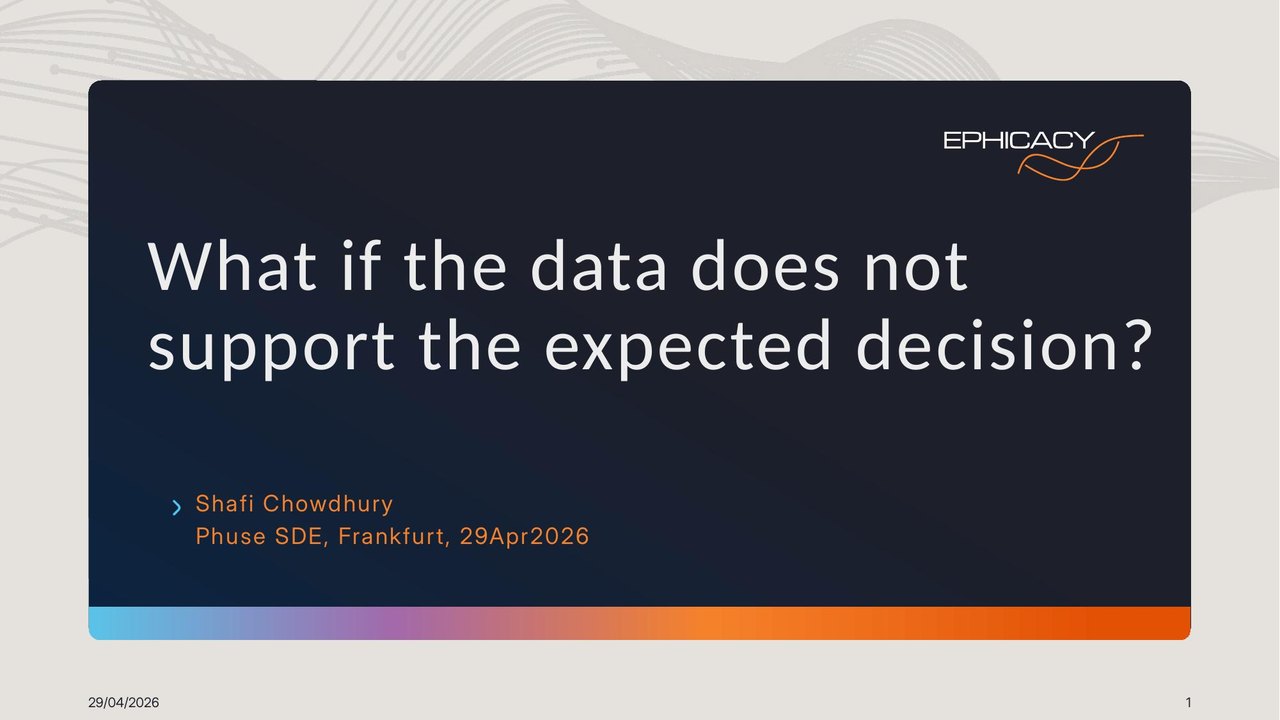 EPHICACY
What if the data does not
support the expected decision?
Shafi Chowdhury
Phuse SDE, Frankfurt, 29Apr2026
29/04/2026
1